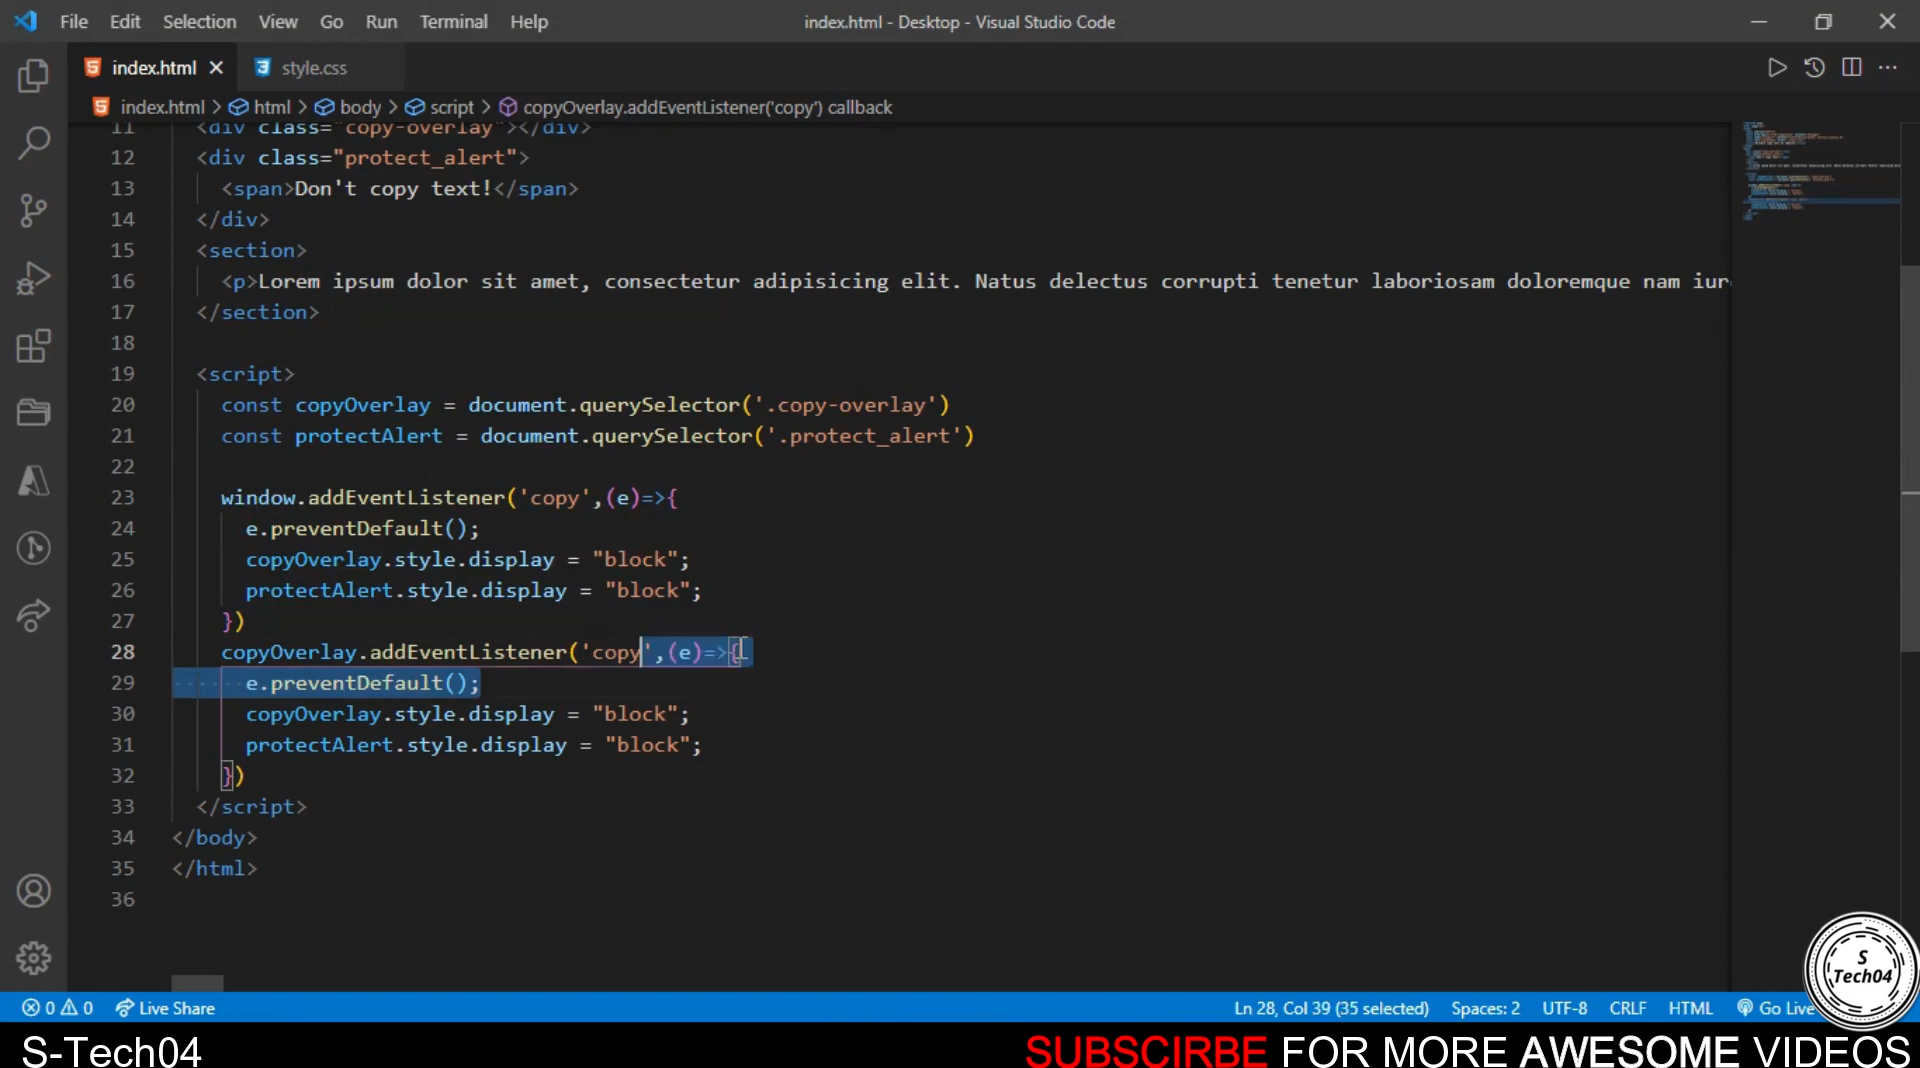 File Edit Selection View Go Run Terminal Help index.html - Desktop - Visual Studio Code
index.html style.css
index.html > html > body > script > copyOverlay.addEventListener('copy') callback
11 <div class="copy-overlay"></div>
12 <div class="protect_alert">
13 <span>Don't copy text!</span>
14 </div>
15 <section>
16 <p>Lorem ipsum dolor sit amet, consectetur adipisicing elit. Natus delectus corrupti tenetur laboriosam doloremque nam iur
17 </section>
18
19 <script>
20 const copyOverlay = document.querySelector('.copy-overlay')
21 const protectAlert = document.querySelector('.protect_alert')
22
23 window.addEventListener('copy',(e)=>{
24 e.preventDefault();
25 copyOverlay.style.display = "block";
26 protectAlert.style.display = "block";
27 })
28 copyOverlay.addEventListener('copy',(e)=>{
29 e.preventDefault();
30 copyOverlay.style.display = "block";
31 protectAlert.style.display = "block";
32 })
33 </script>
34 </body>
35 </html>
36
S
Tech04
0 0 Live Share Ln 28, Col 39 (35 selected) Spaces: 2 UTF-8 CRLF HTML Go Live
S-Tech04 SUBSCIRBE FOR MORE AWESOME VIDEOS